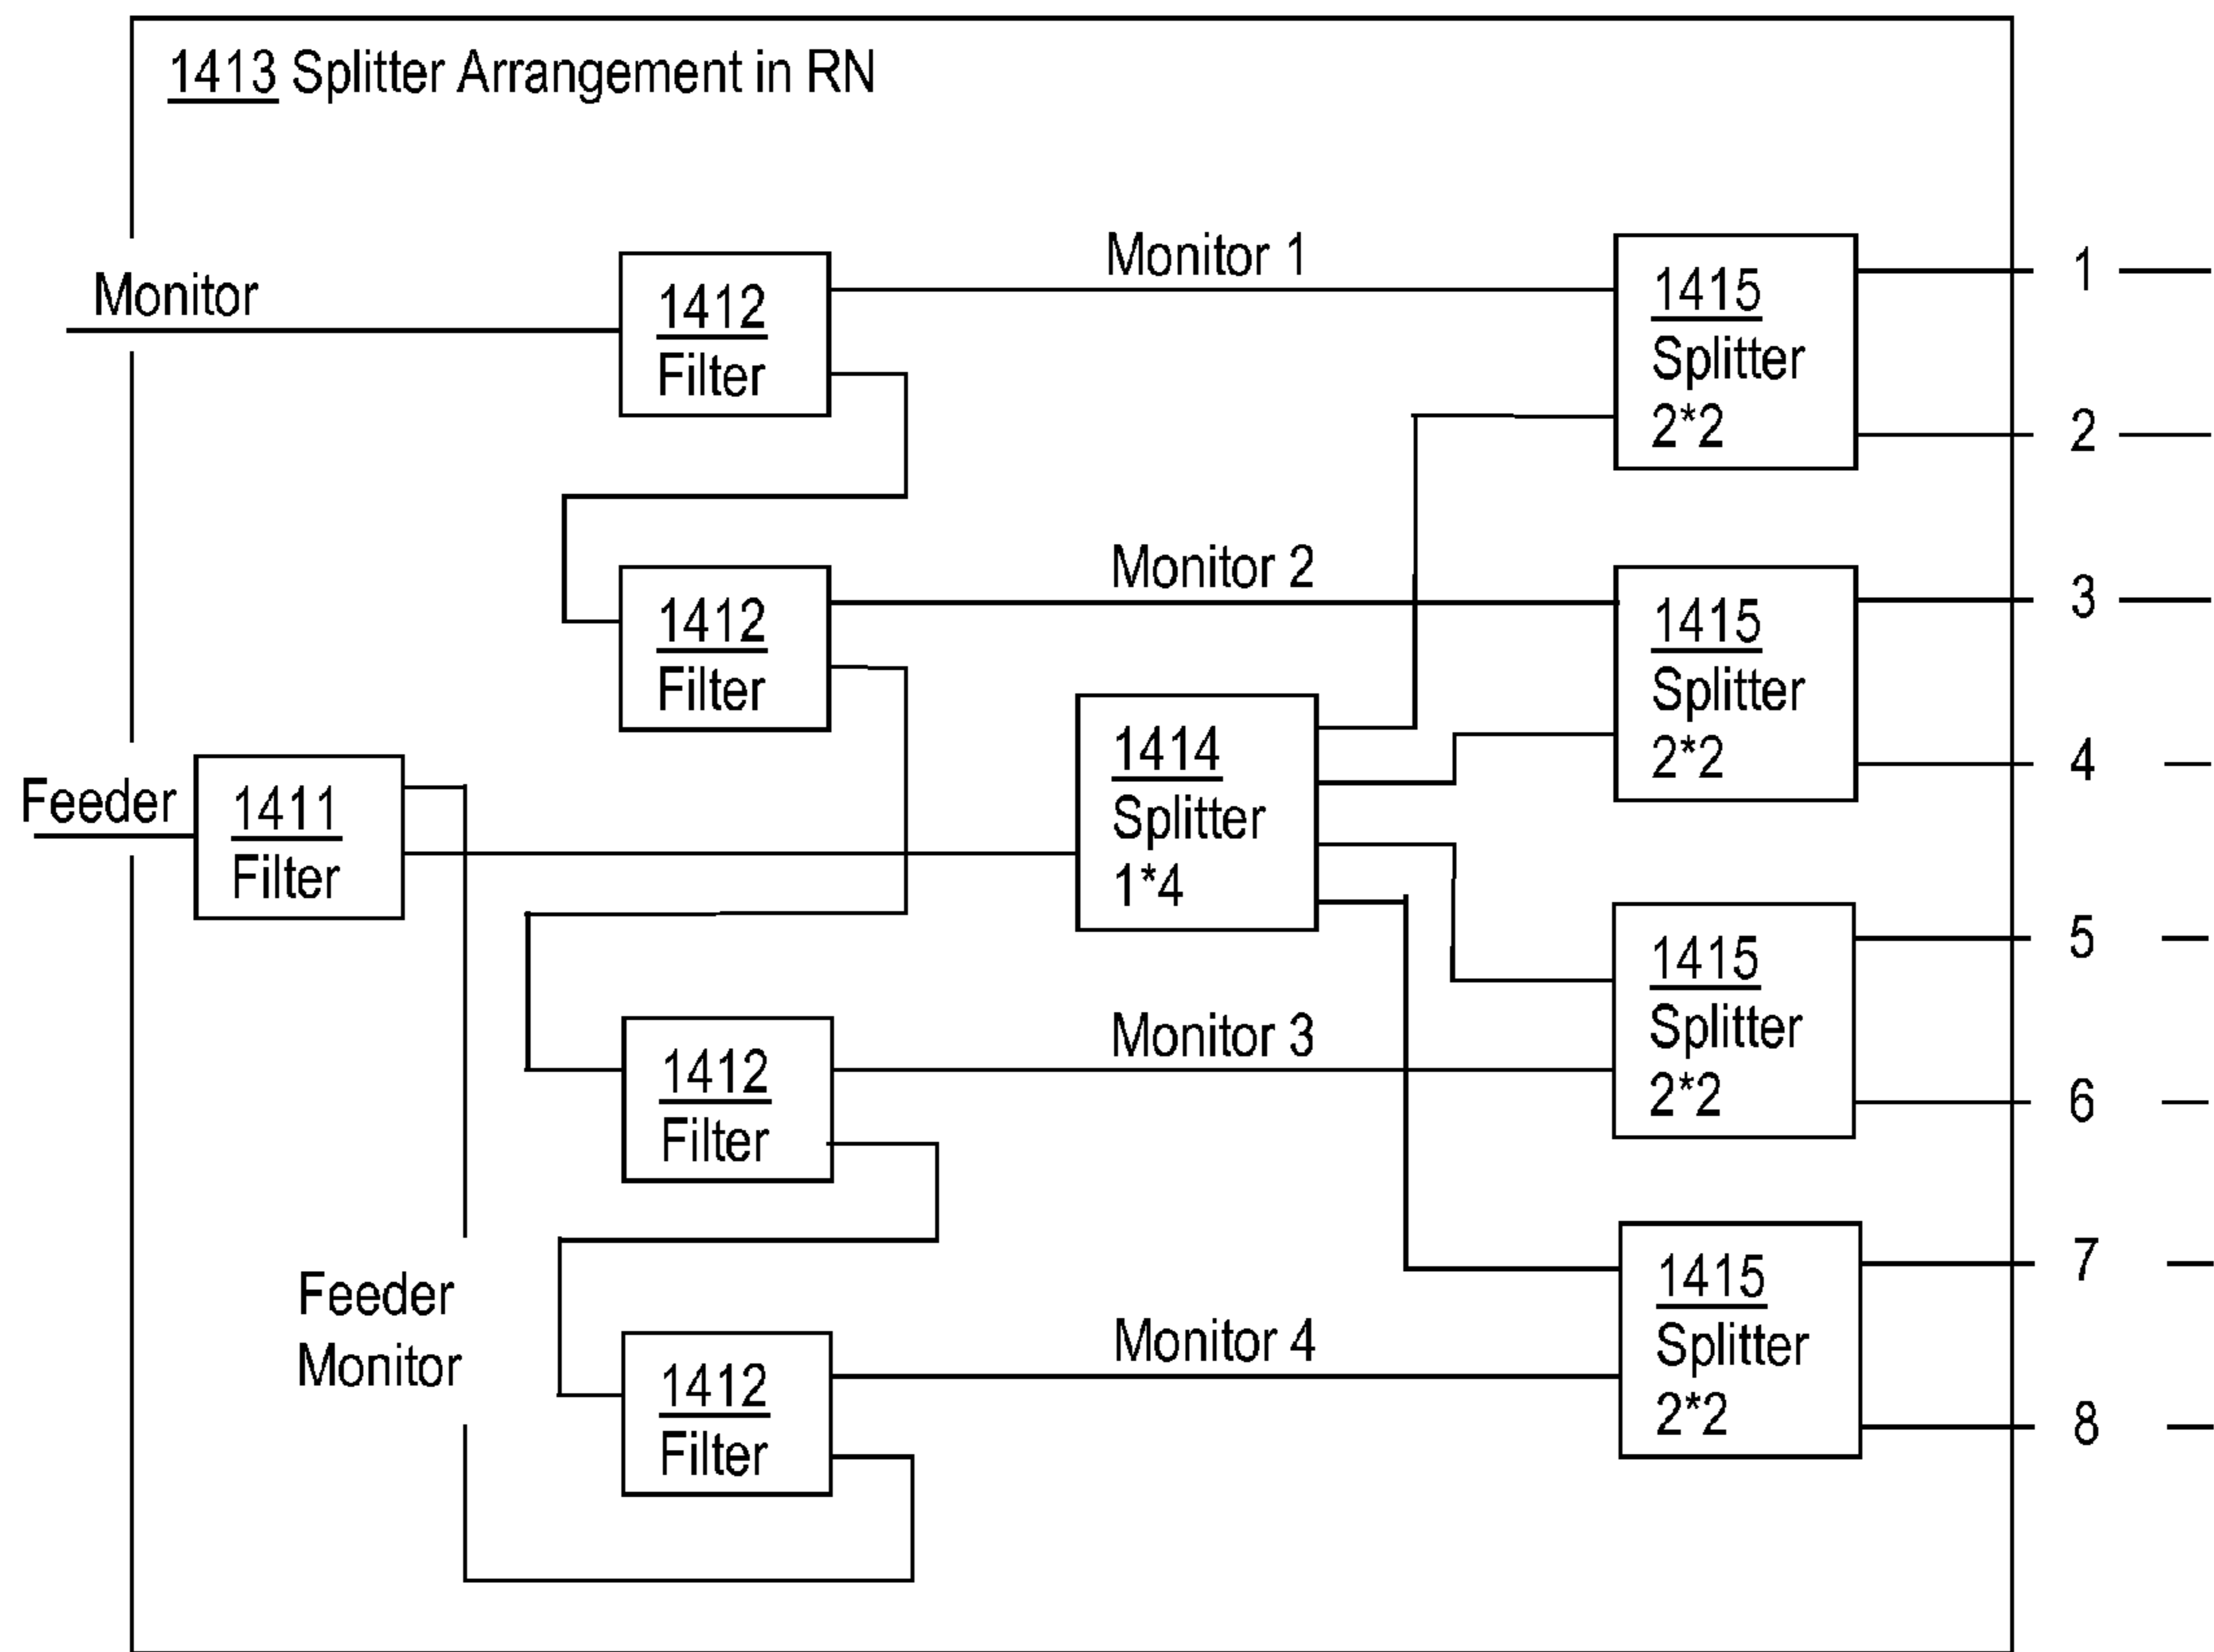 1413 Splitter Arrangement in RN
Monitor
1412
Filter
Monitor 1
1415
Splitter
2*2
1
2
1412
Filter
Monitor 2
1415
Splitter
2*2
3
4
Feeder
1411
Filter
1414
Splitter
1*4
1412
Filter
Monitor 3
1415
Splitter
2*2
5
6
Feeder
Monitor
1412
Filter
Monitor 4
1415
Splitter
2*2
7
8